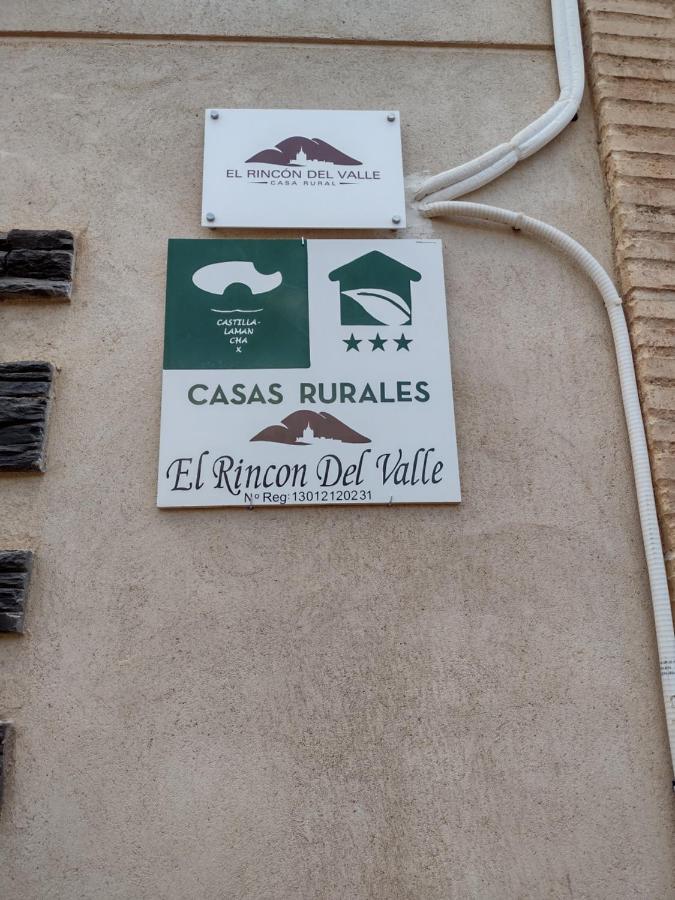 EL RINCÓN DEL VALLE
CASA RURAL
CASTILLA-
LAMAN
CHA
X
CASAS RURALES
El Rincon Del Valle
Nº Reg:13012120231